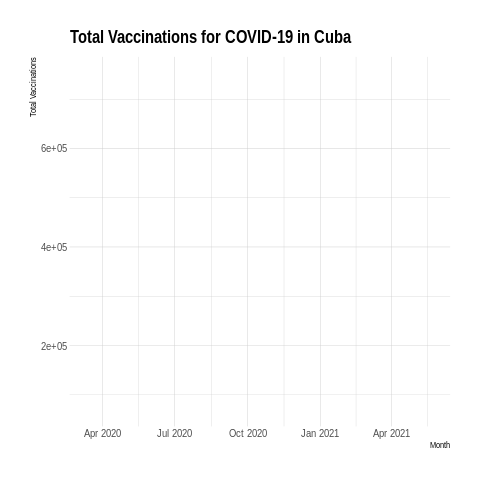 Total Vaccinations for COVID-19 in Cuba
Total Vaccinations
6e+05
4e+05
2e+05
Apr 2020 Jul 2020 Oct 2020 Jan 2021 Apr 2021
Month